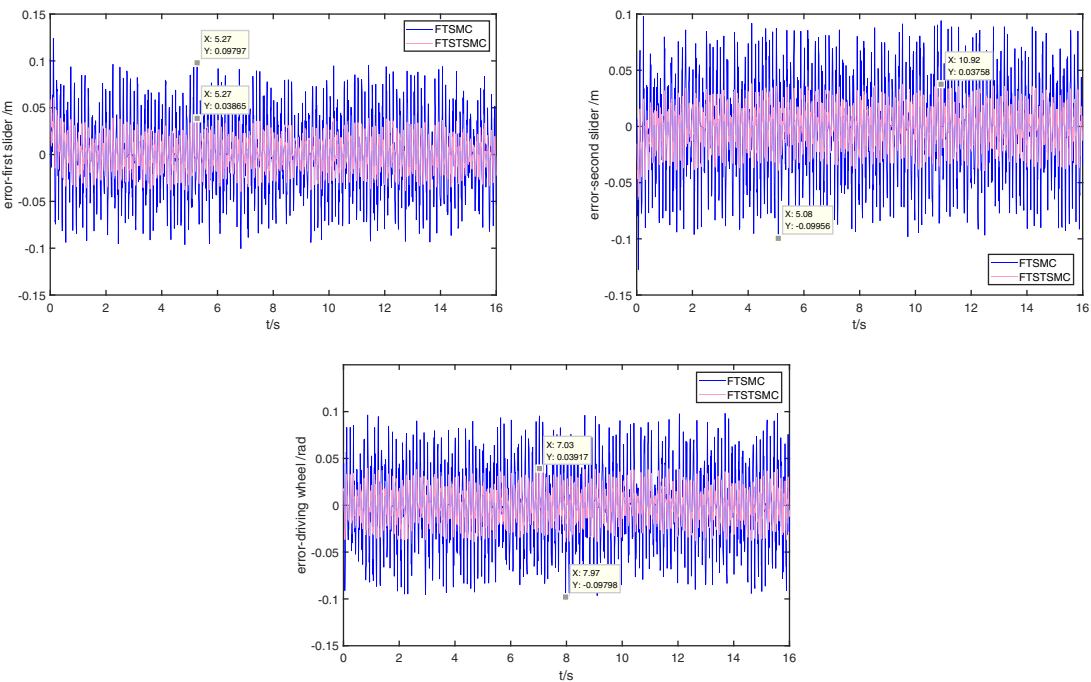 0.15
0.1
0.05
0
-0.05
-0.1
-0.15
error-first slider /m
X: 5.27
Y: 0.09797
X: 5.27
Y: 0.03865
FTSMC
FTSTSMC
0 2 4 6 8 10 12 14 16
t/s
0.1
0.05
0
-0.05
-0.1
-0.15
error-second slider /m
X: 10.92
Y: 0.03758
X: 5.08
Y: -0.09956
FTSMC
FTSTSMC
0 2 4 6 8 10 12 14 16
t/s
0.1
0.05
0
-0.05
-0.1
-0.15
error-driving wheel /rad
FTSMC
FTSTSMC
X: 7.03
Y: 0.03917
X: 7.97
Y: -0.09798
0 2 4 6 8 10 12 14 16
t/s